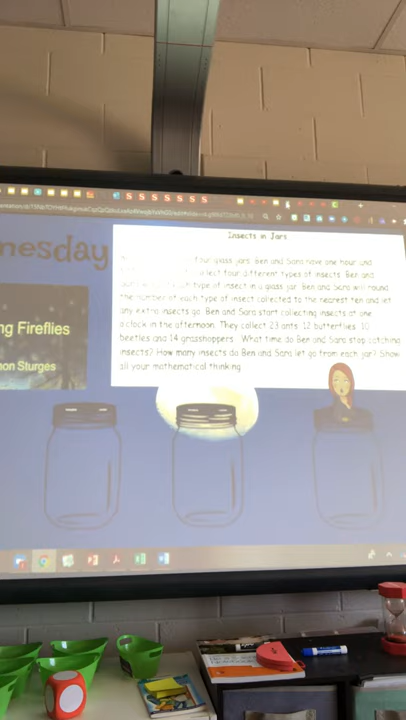 nesday
Insects in Jars
four glass jars. Ben and Sara have one hour and
collect four different types of insects. Ben and
each type of insect in a glass jar. Ben and Sara will round
the number of each type of insect collected to the nearest ten and let
any extra insects go. Ben and Sara start collecting insects at one
o'clock in the afternoon. They collect 23 ants, 12 butterflies, 10
beetles and 14 grasshoppers. What time do Ben and Sara stop catching
insects? How many insects do Ben and Sara let go from each jar? Show
all your mathematical thinking.
ng Fireflies
mon Sturges